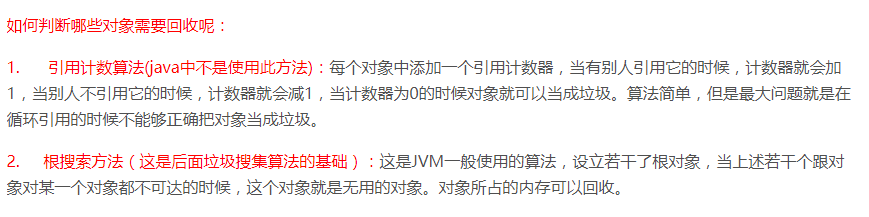 如何判断哪些对象需要回收呢：
1. 引用计数算法(java中不是使用此方法)：每个对象中添加一个引用计数器，当有别人引用它的时候，计数器就会加
1，当别人不引用它的时候，计数器就会减1，当计数器为0的时候对象就可以当成垃圾。算法简单，但是最大问题就是在
循环引用的时候不能够正确把对象当成垃圾。
2. 根搜索方法（这是后面垃圾搜集算法的基础）：这是JVM一般使用的算法，设立若干了根对象，当上述若干个跟对
象对某一个对象都不可达的时候，这个对象就是无用的对象。对象所占的内存可以回收。